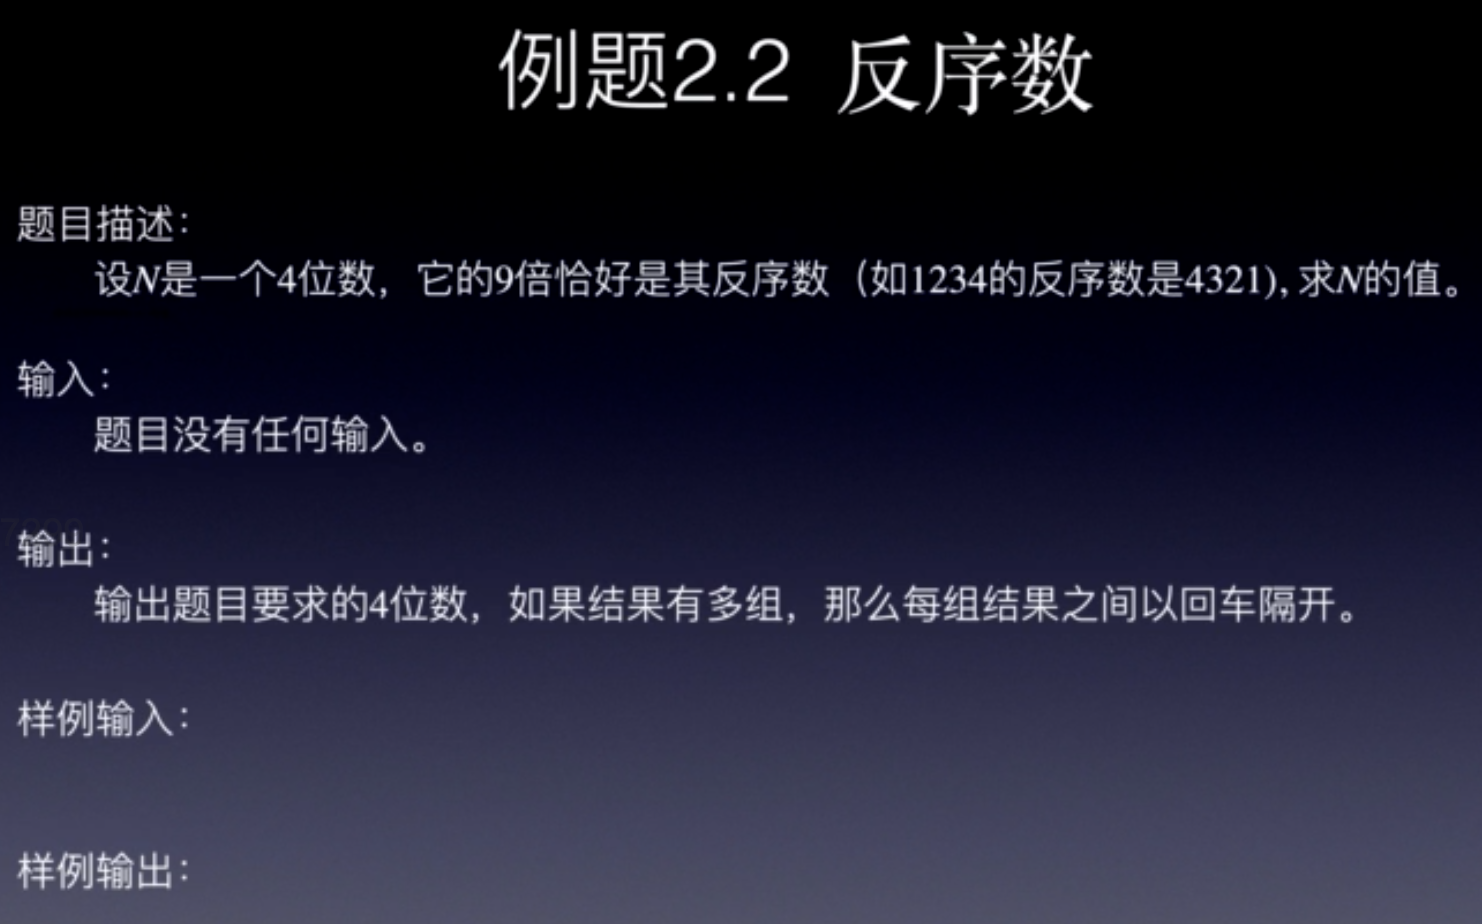 例题2.2 反序数
题目描述：
设N是一个4位数，它的9倍恰好是其反序数（如1234的反序数是4321), 求N的值。
输入：
题目没有任何输入。
输出：
输出题目要求的4位数，如果结果有多组，那么每组结果之间以回车隔开。
样例输入：
样例输出：